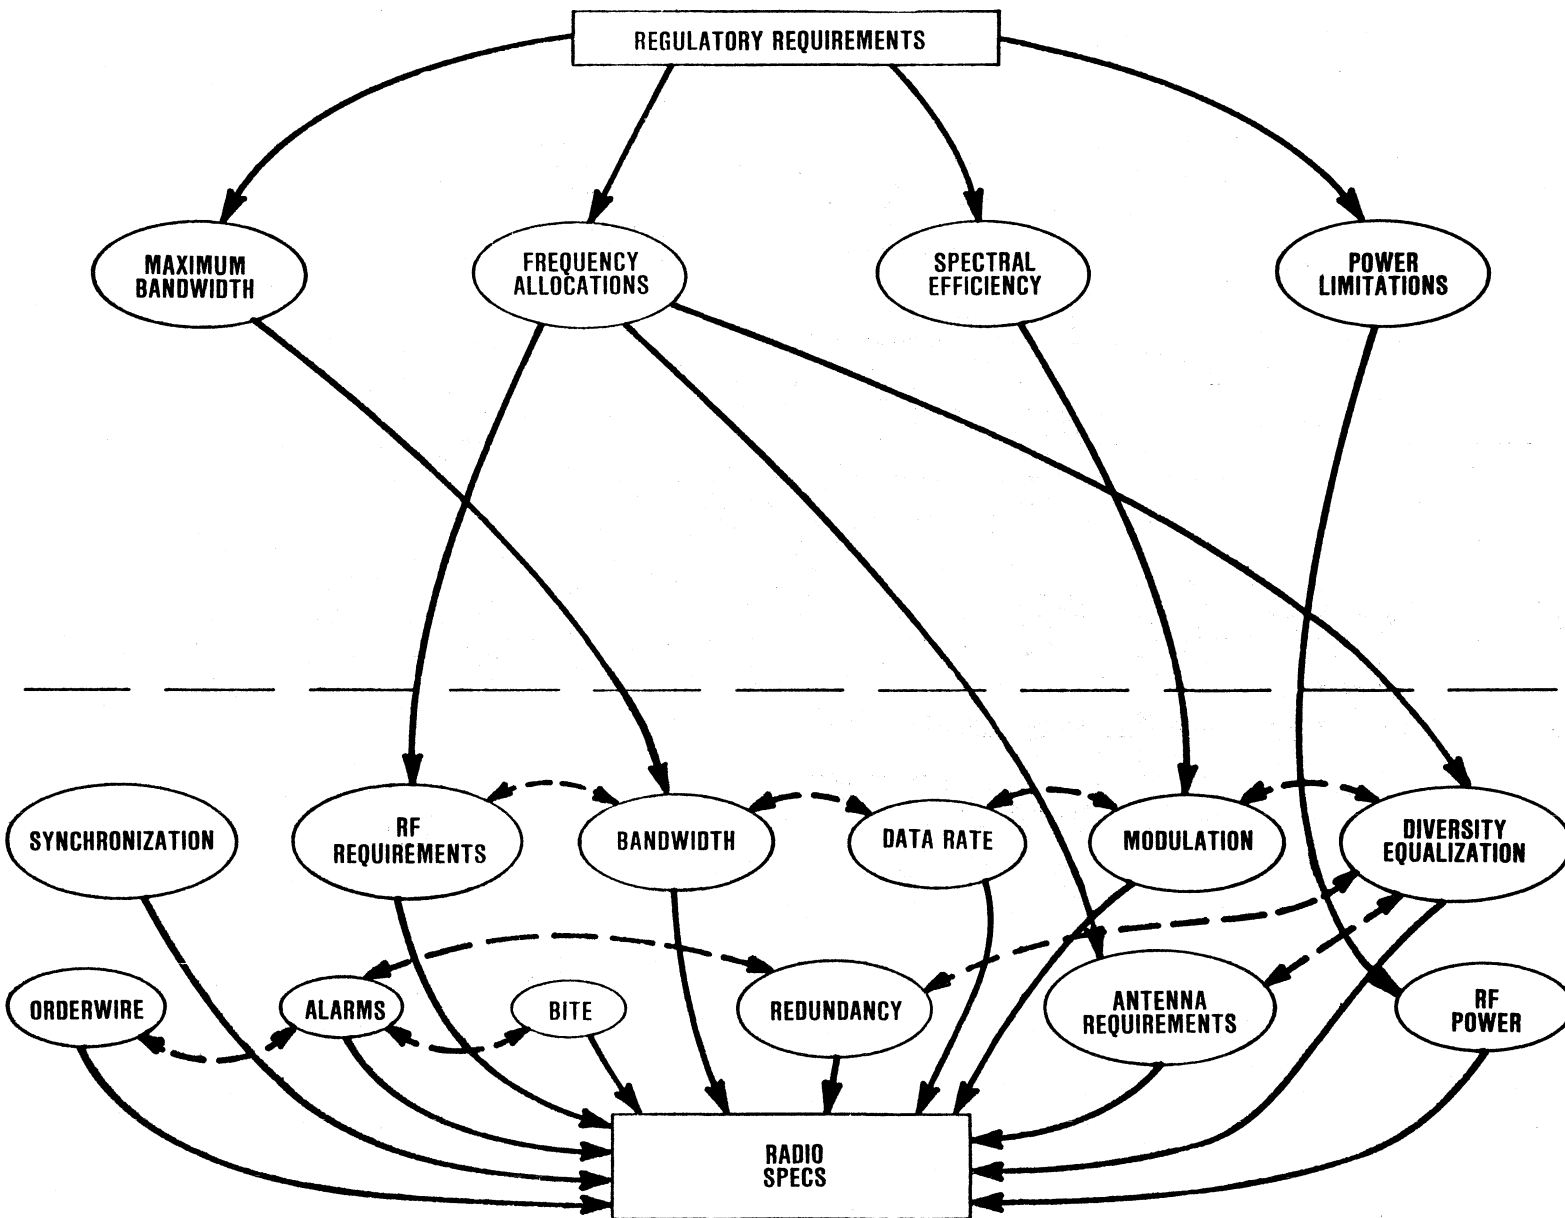 REGULATORY REQUIREMENTS
MAXIMUM
BANDWIDTH
FREQUENCY
ALLOCATIONS
SPECTRAL
EFFICIENCY
POWER
LIMITATIONS
SYNCHRONIZATION
RF
REQUIREMENTS
BANDWIDTH
DATA RATE
MODULATION
DIVERSITY
EQUALIZATION
ORDERWIRE
ALARMS
BITE
REDUNDANCY
ANTENNA
REQUIREMENTS
RF
POWER
RADIO
SPECS